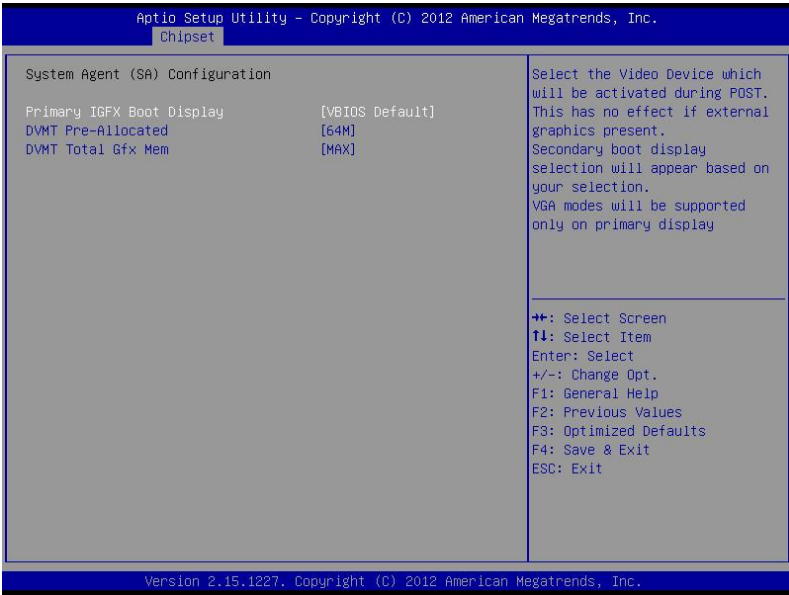 Aptio Setup Utility – Copyright (C) 2012 American Megatrends, Inc.
Chipset
System Agent (SA) Configuration
Primary IGFX Boot Display [VBIOS Default]
DVMT Pre-Allocated [64M]
DVMT Total Gfx Mem [MAX]
Select the Video Device which
will be activated during POST.
This has no effect if external
graphics present.
Secondary boot display
selection will appear based on
your selection.
VGA modes will be supported
only on primary display
→←: Select Screen
↑↓: Select Item
Enter: Select
+/-: Change Opt.
F1: General Help
F2: Previous Values
F3: Optimized Defaults
F4: Save & Exit
ESC: Exit
Version 2.15.1227. Copyright (C) 2012 American Megatrends, Inc.